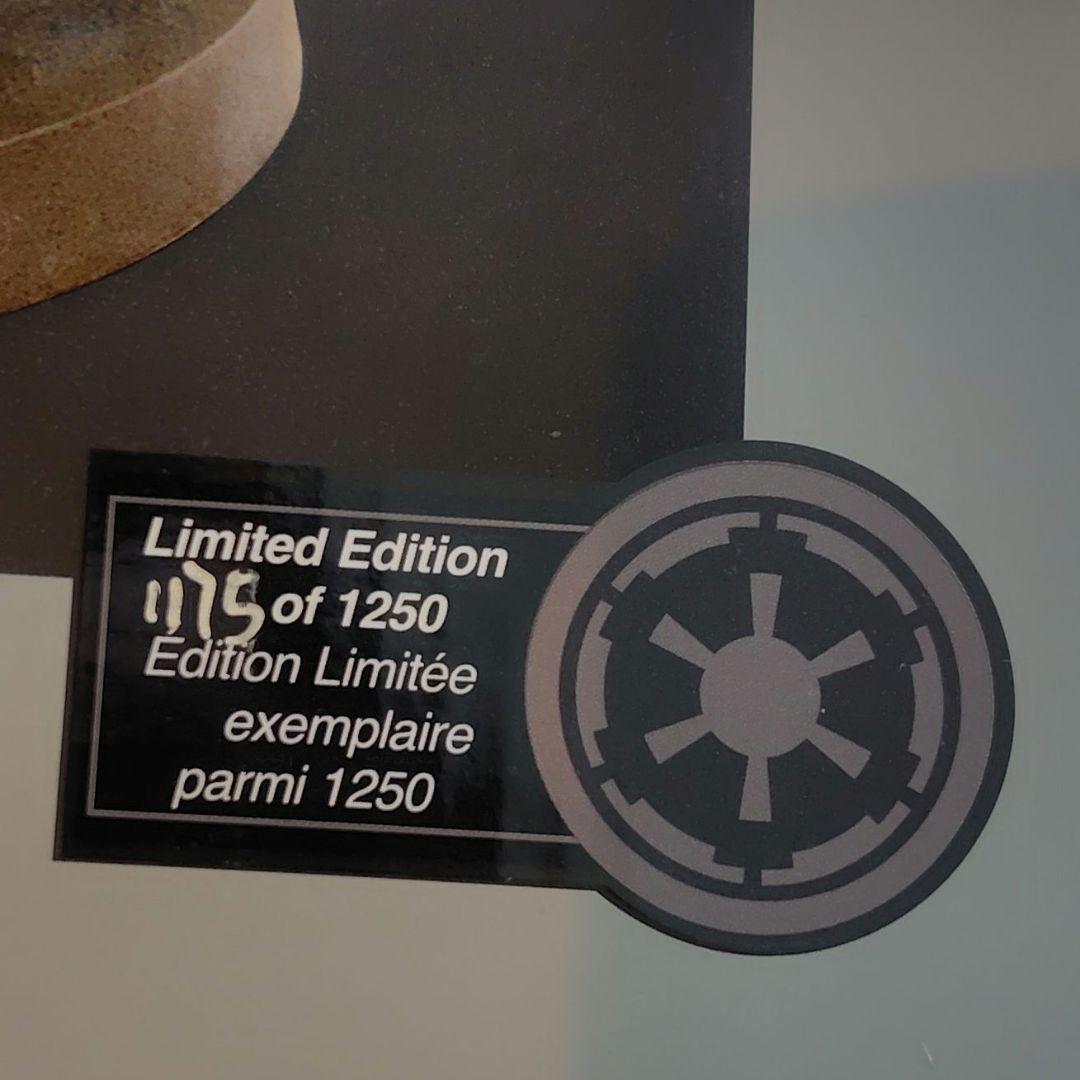 Limited Edition
1175 of 1250
Édition Limitée
exemplaire
parmi 1250